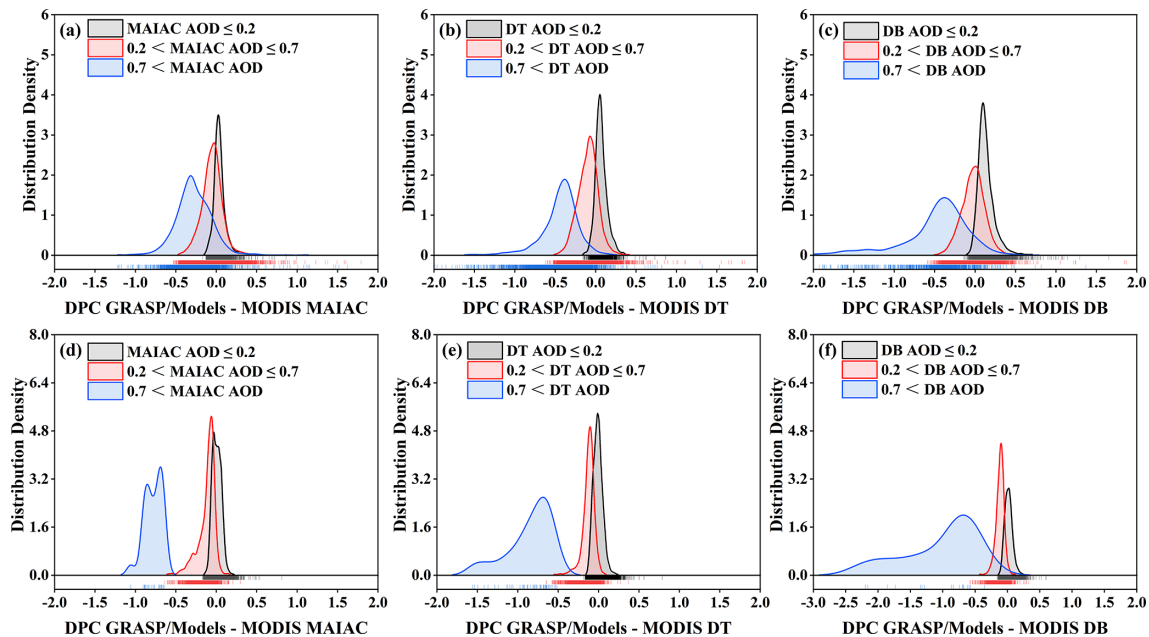 (a)
MAIAC AOD ≤ 0.2
0.2 < MAIAC AOD ≤ 0.7
0.7 < MAIAC AOD
Distribution Density
6
5
4
3
2
1
0
-2.0 -1.5 -1.0 -0.5 0.0 0.5 1.0 1.5 2.0
DPC GRASP/Models - MODIS MAIAC
(b)
DT AOD ≤ 0.2
0.2 < DT AOD ≤ 0.7
0.7 < DT AOD
Distribution Density
6
5
4
3
2
1
0
-2.0 -1.5 -1.0 -0.5 0.0 0.5 1.0 1.5 2.0
DPC GRASP/Models - MODIS DT
(c)
DB AOD ≤ 0.2
0.2 < DB AOD ≤ 0.7
0.7 < DB AOD
Distribution Density
6
5
4
3
2
1
0
-2.0 -1.5 -1.0 -0.5 0.0 0.5 1.0 1.5 2.0
DPC GRASP/Models - MODIS DB
(d)
MAIAC AOD ≤ 0.2
0.2 < MAIAC AOD ≤ 0.7
0.7 < MAIAC AOD
Distribution Density
8.0
6.4
4.8
3.2
1.6
0.0
-2.0 -1.5 -1.0 -0.5 0.0 0.5 1.0 1.5 2.0
DPC GRASP/Models - MODIS MAIAC
(e)
DT AOD ≤ 0.2
0.2 < DT AOD ≤ 0.7
0.7 < DT AOD
Distribution Density
8.0
6.4
4.8
3.2
1.6
0.0
-2.0 -1.5 -1.0 -0.5 0.0 0.5 1.0 1.5 2.0
DPC GRASP/Models - MODIS DT
(f)
DB AOD ≤ 0.2
0.2 < DB AOD ≤ 0.7
0.7 < DB AOD
Distribution Density
8.0
6.4
4.8
3.2
1.6
0.0
-3.0 -2.5 -2.0 -1.5 -1.0 -0.5 0.0 0.5 1.0 1.5 2.0
DPC GRASP/Models - MODIS DB